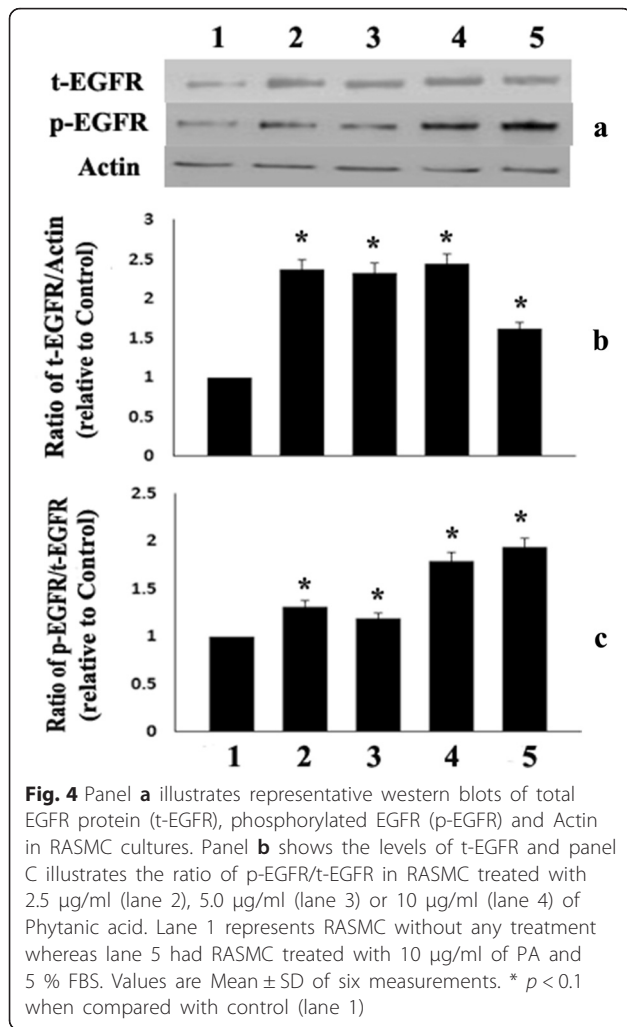 1 2 3 4 5
t-EGFR
p-EGFR
Actin
a
Ratio of t-EGFR/Actin
(relative to Control)
3
2.5
2
1.5
1
0.5
0
* * * *
b
Ratio of p-EGFR/t-EGFR
(relative to Control)
2.5
2
1.5
1
0.5
0
* * * *
c
1 2 3 4 5
Fig. 4 Panel a illustrates representative western blots of total
EGFR protein (t-EGFR), phosphorylated EGFR (p-EGFR) and Actin
in RASMC cultures. Panel b shows the levels of t-EGFR and panel
C illustrates the ratio of p-EGFR/t-EGFR in RASMC treated with
2.5 μg/ml (lane 2), 5.0 μg/ml (lane 3) or 10 μg/ml (lane 4) of
Phytanic acid. Lane 1 represents RASMC without any treatment
whereas lane 5 had RASMC treated with 10 μg/ml of PA and
5 % FBS. Values are Mean ± SD of six measurements. * p < 0.1
when compared with control (lane 1)